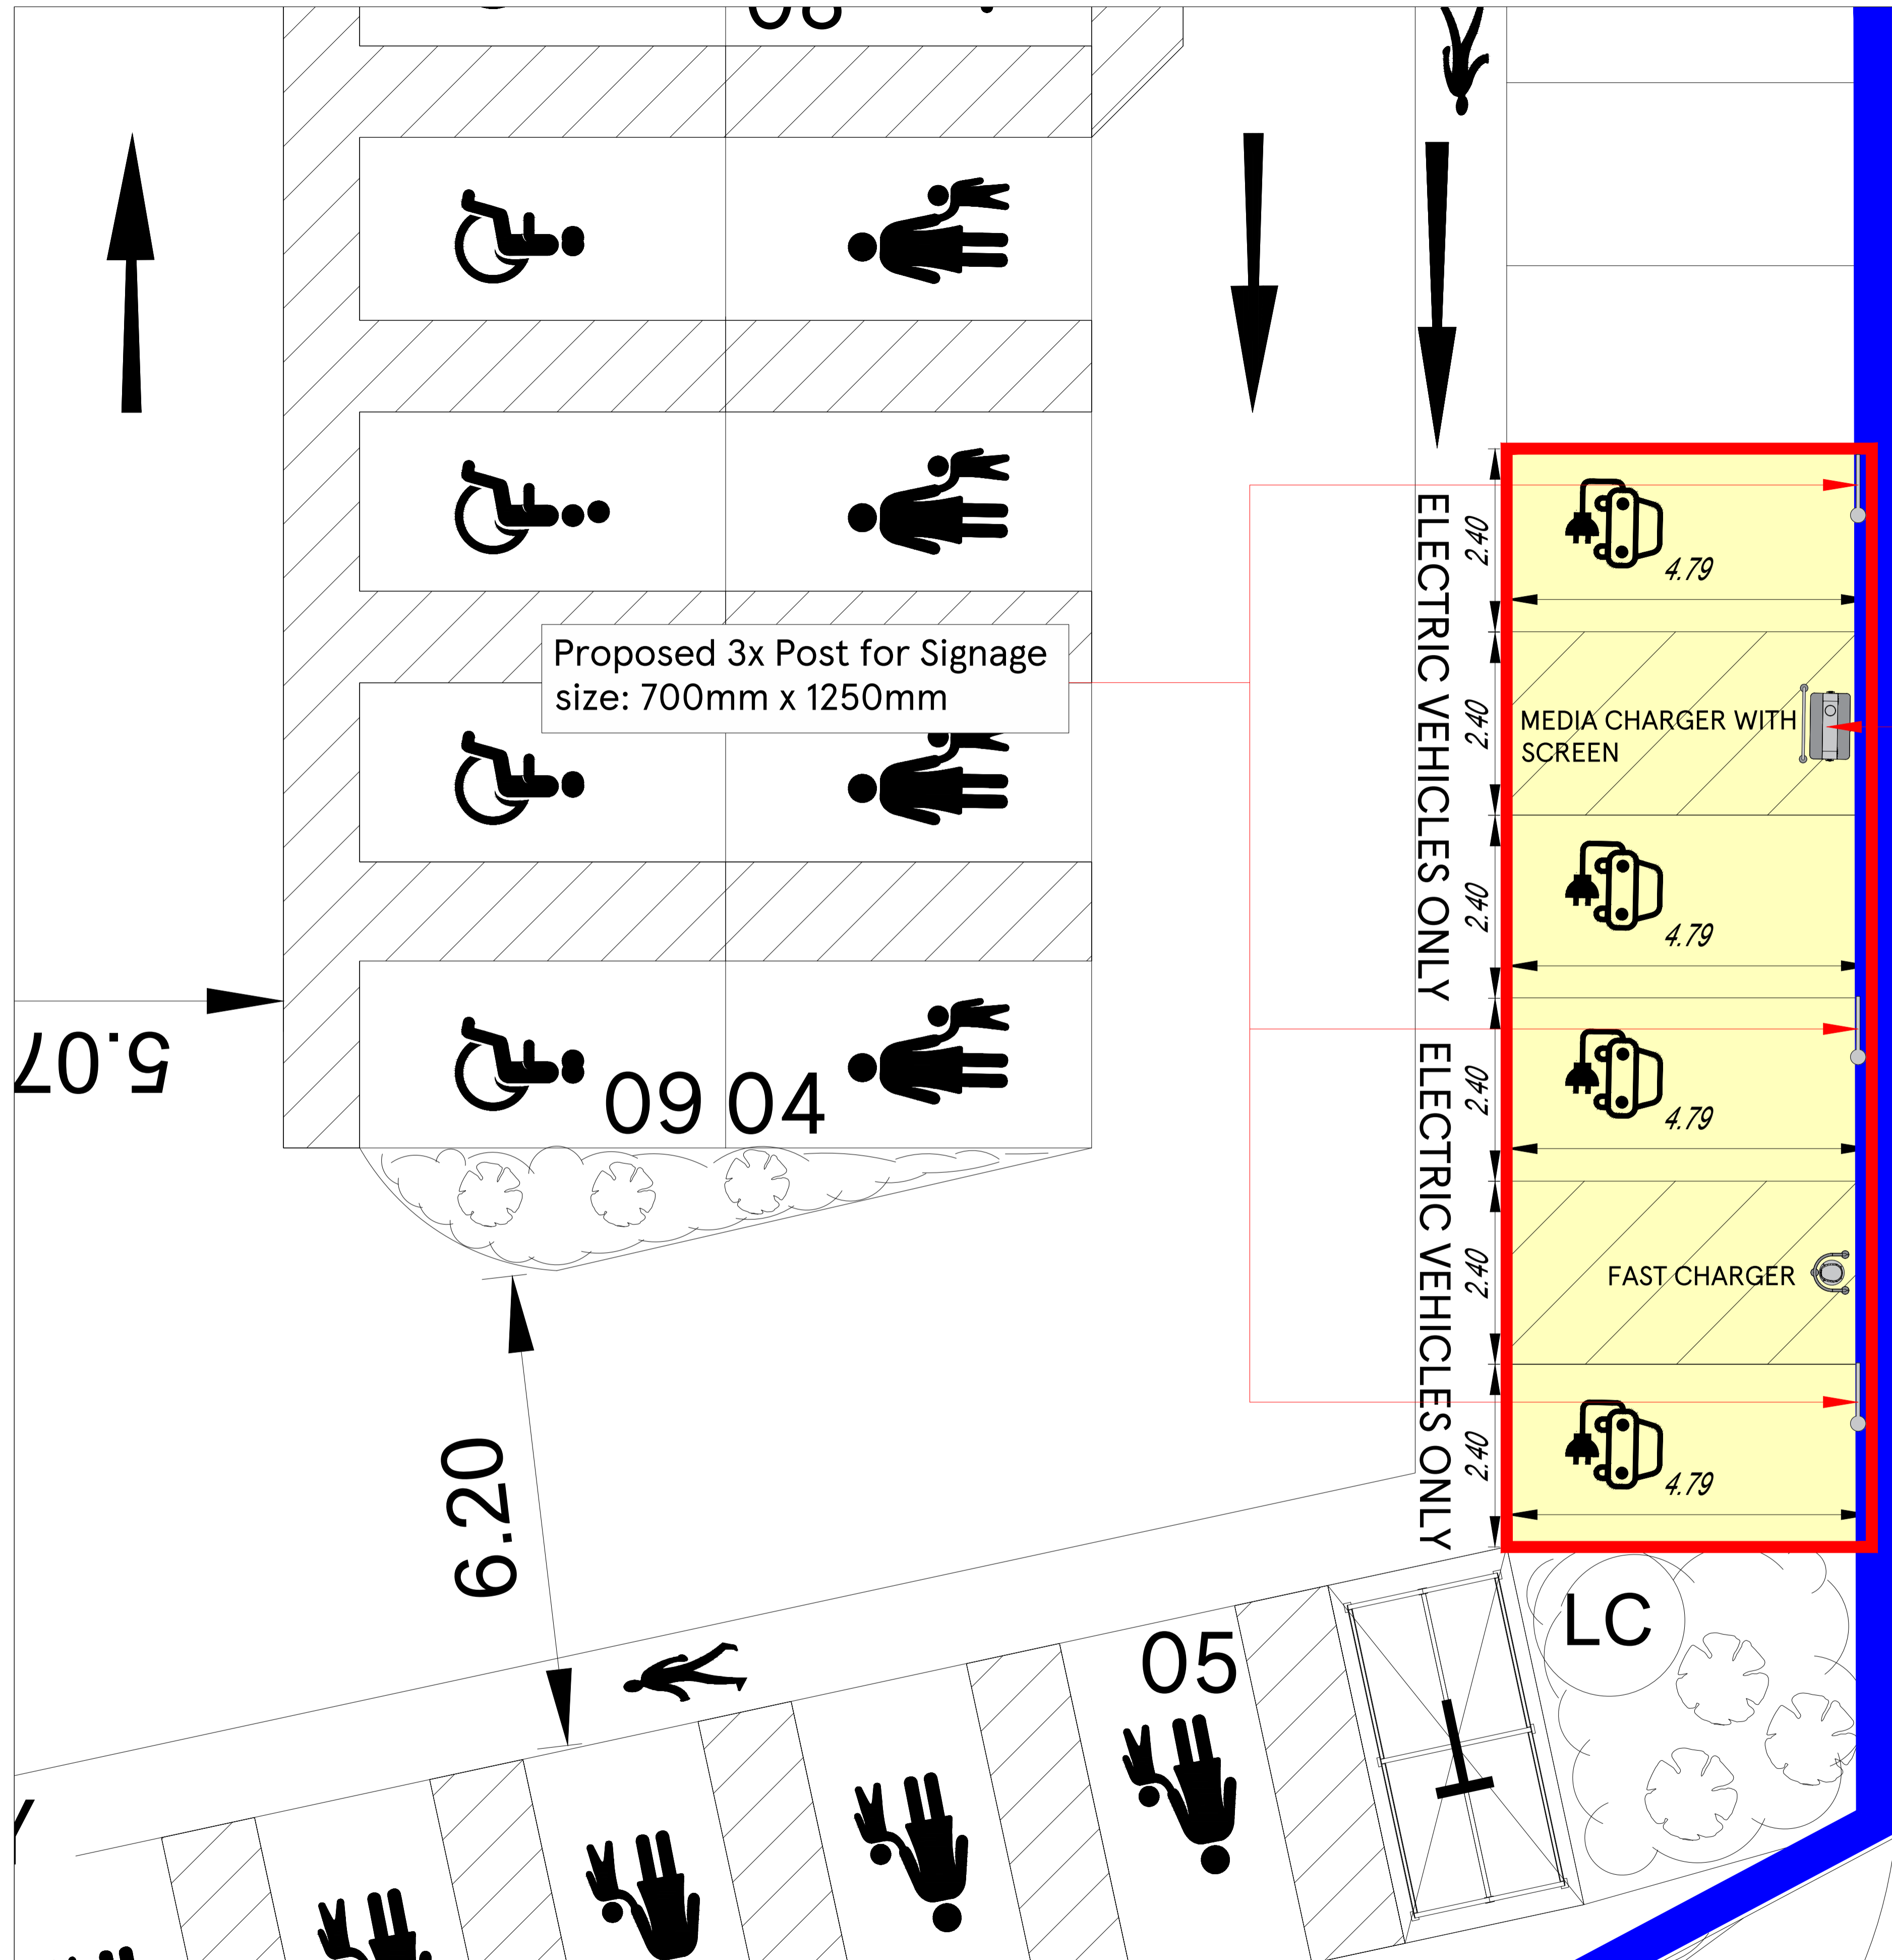 08
2.40
4.79
ELECTRIC VEHICLES ONLY
Proposed 3x Post for Signage
size: 700mm x 1250mm
2.40
MEDIA CHARGER WITH
SCREEN
2.40
4.79
5.07
09 04
2.40
4.79
ELECTRIC VEHICLES ONLY
2.40
FAST CHARGER
6.20
2.40
4.79
LC
05
T